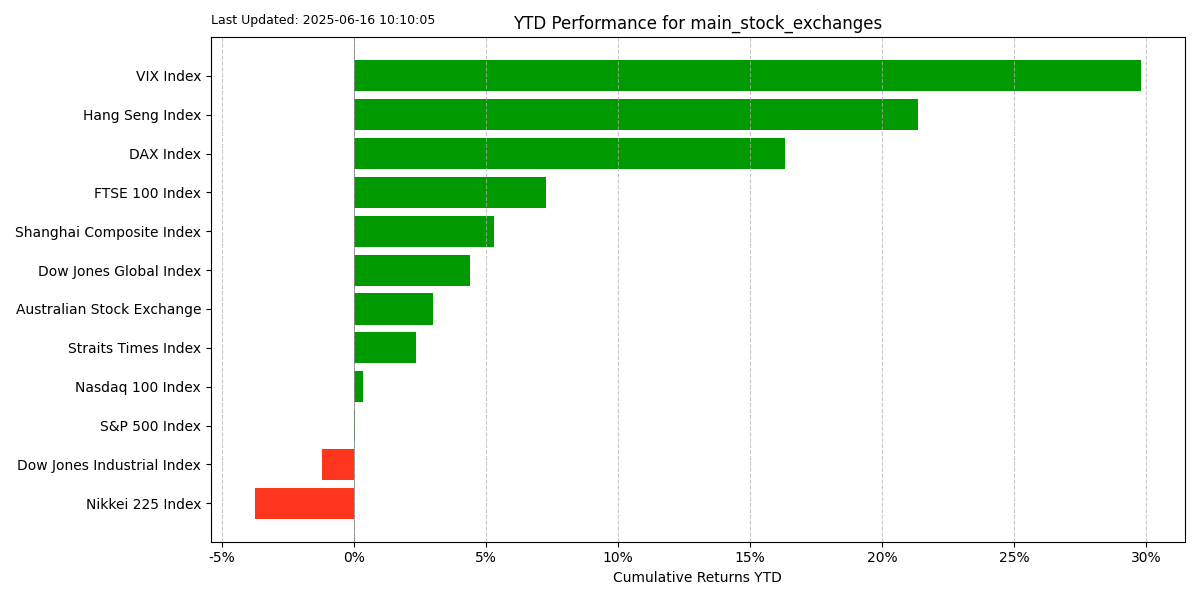 Last Updated: 2025-06-16 10:10:05
YTD Performance for main_stock_exchanges
VIX Index
Hang Seng Index
DAX Index
FTSE 100 Index
Shanghai Composite Index
Dow Jones Global Index
Australian Stock Exchange
Straits Times Index
Nasdaq 100 Index
S&P 500 Index
Dow Jones Industrial Index
Nikkei 225 Index
-5% 0% 5% 10% 15% 20% 25% 30%
Cumulative Returns YTD